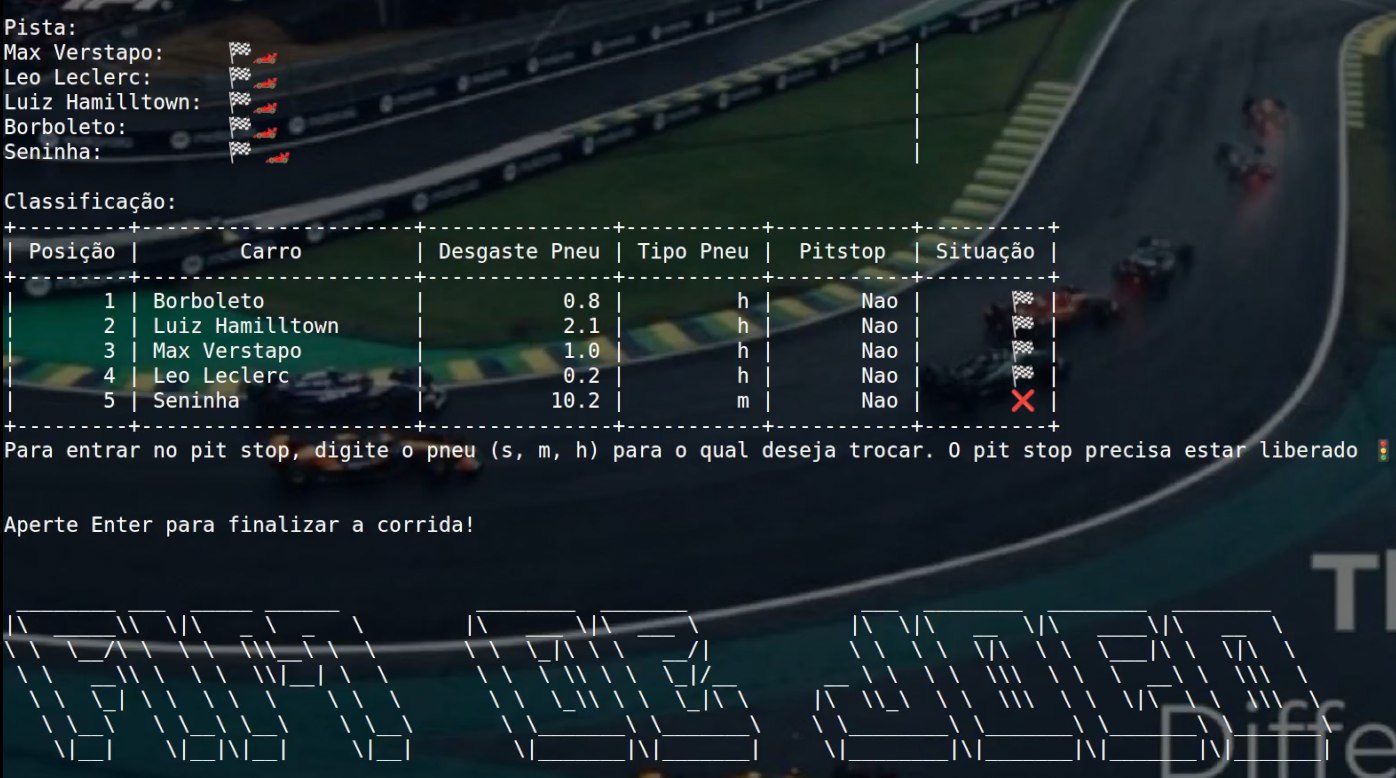 Pista:
Max Verstapo: 🏁🏎️ |
Leo Leclerc: 🏁🏎️ |
Luiz Hamilltown: 🏁🏎️ |
Borboleto: 🏁🏎️ |
Seninha: 🏁 🏎️ |
Classificação:
| Posição | Carro | Desgaste Pneu | Tipo Pneu | Pitstop | Situação |
| 1 | Borboleto | 0.8 | h | Nao | 🏁 |
| 2 | Luiz Hamilltown | 2.1 | h | Nao | 🏁 |
| 3 | Max Verstapo | 1.0 | h | Nao | 🏁 |
| 4 | Leo Leclerc | 0.2 | h | Nao | 🏁 |
| 5 | Seninha | 10.2 | m | Nao | ❌ |
Para entrar no pit stop, digite o pneu (s, m, h) para o qual deseja trocar. O pit stop precisa estar liberado 🚦
Aperte Enter para finalizar a corrida!
FIM DE JOGO
Diffe